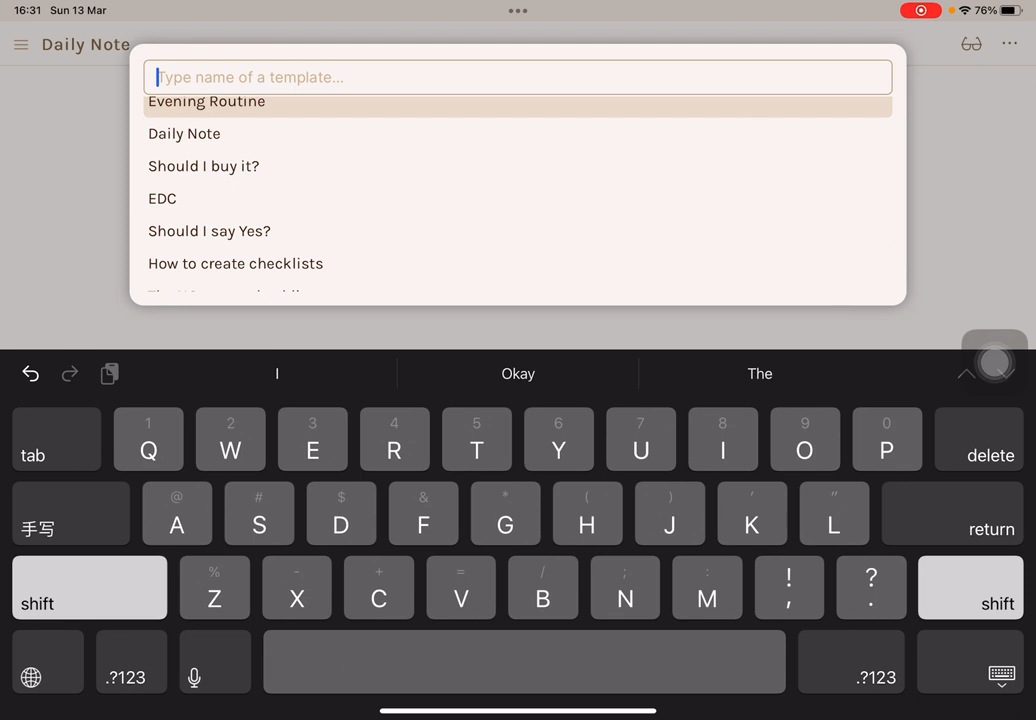 16:31 Sun 13 Mar
76%
Daily Note
Type name of a template...
Evening Routine
Daily Note
Should I buy it?
EDC
Should I say Yes?
How to create checklists
I Okay The
1 2 3 4 5 6 7 8 9 0
tab Q W E R T Y U I O P delete
@ # $ & * ( ) ' "
手写 A S D F G H J K L return
% - + = / ; : ! ?
shift Z X C V B N M , . shift
.?123 .?123